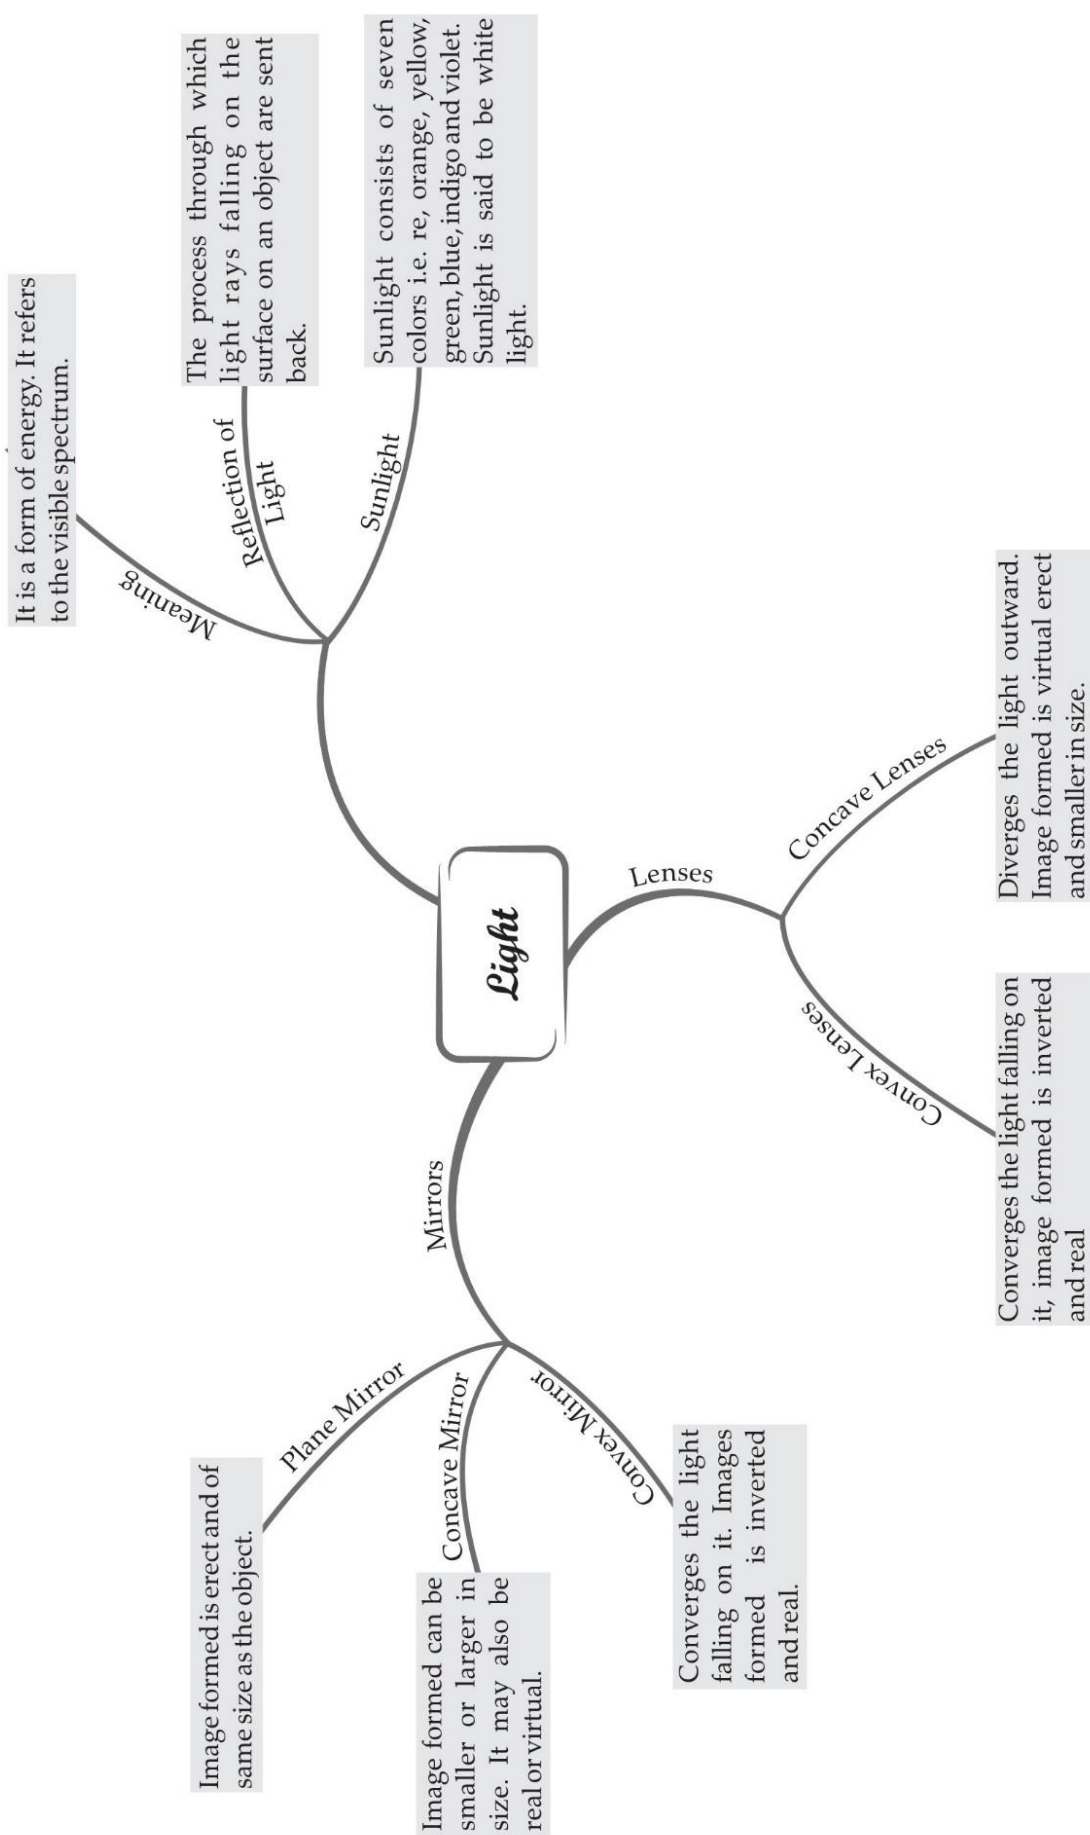 Light
Meaning
It is a form of energy. It refers
to the visible spectrum.
Reflection of
Light
The process through which
light rays falling on the
surface on an object are sent
back.
Sunlight
Sunlight consists of seven
colors i.e. re, orange, yellow,
green, blue, indigo and violet.
Sunlight is said to be white
light.
Lenses
Concave Lenses
Diverges the light outward.
Image formed is virtual erect
and smaller in size.
Convex Lenses
Converges the light falling on
it, image formed is inverted
and real
Mirrors
Plane Mirror
Image formed is erect and of
same size as the object.
Concave Mirror
Image formed can be
smaller or larger in
size. It may also be
real or virtual.
Convex Mirror
Converges the light
falling on it. Images
formed is inverted
and real.